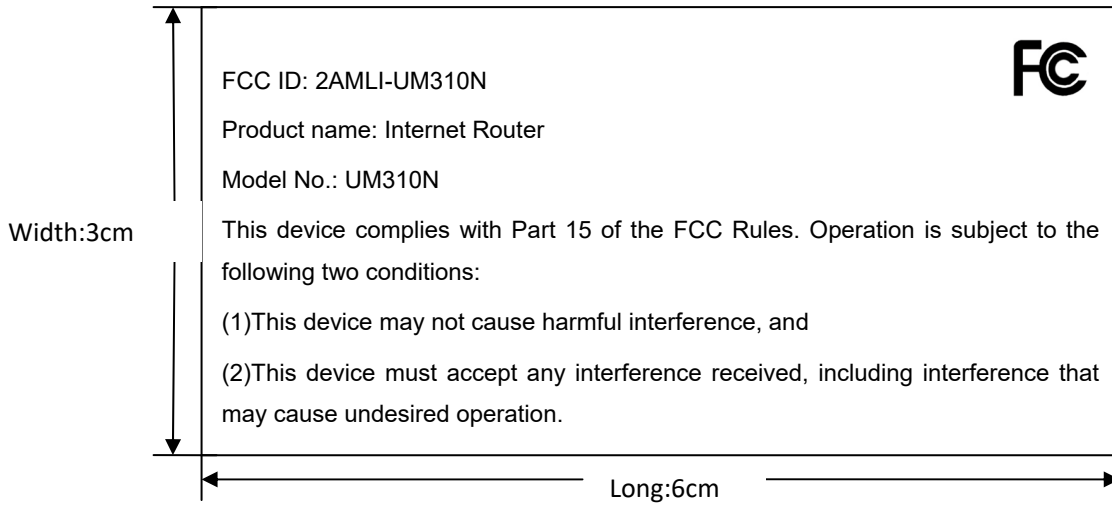 FC
FCC ID: 2AMLI-UM310N
Product name: Internet Router
Model No.: UM310N
Width:3cm
This device complies with Part 15 of the FCC Rules. Operation is subject to the
following two conditions:
(1)This device may not cause harmful interference, and
(2)This device must accept any interference received, including interference that
may cause undesired operation.
Long:6cm